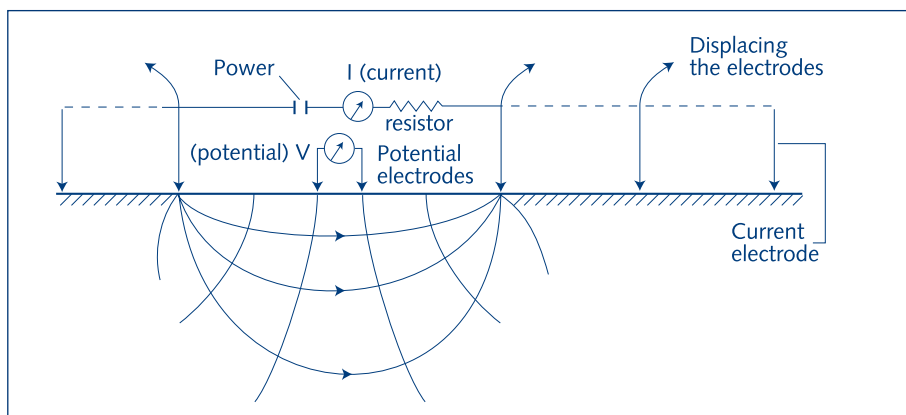 Displacing
the electrodes
Power
I (current)
resistor
(potential) V
Potential
electrodes
Current
electrode